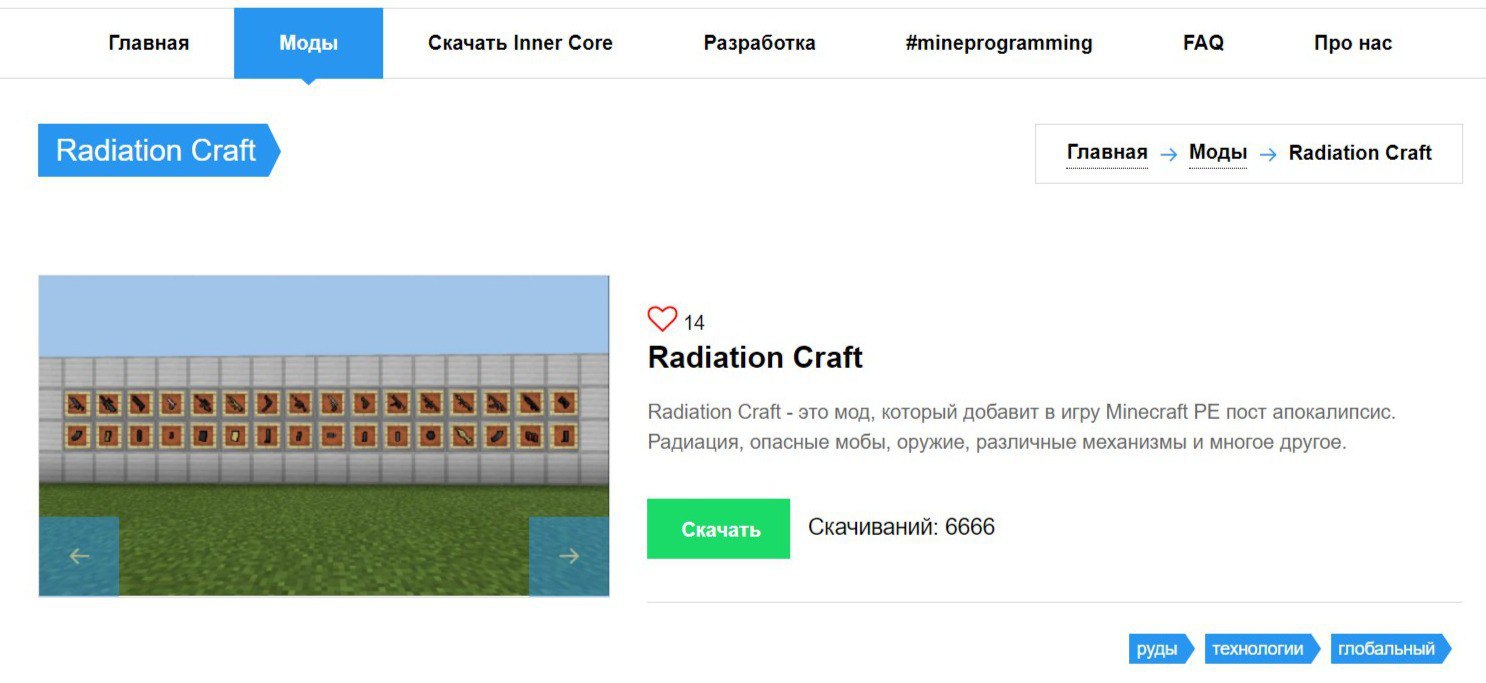 Главная Моды Скачать Inner Core Разработка #mineprogramming FAQ Про нас
Radiation Craft
Главная → Моды → Radiation Craft
14
Radiation Craft
Radiation Craft - это мод, который добавит в игру Minecraft PE пост апокалипсис.
Радиация, опасные мобы, оружие, различные механизмы и многое другое.
Скачать Скачиваний: 6666
руды технологии глобальный